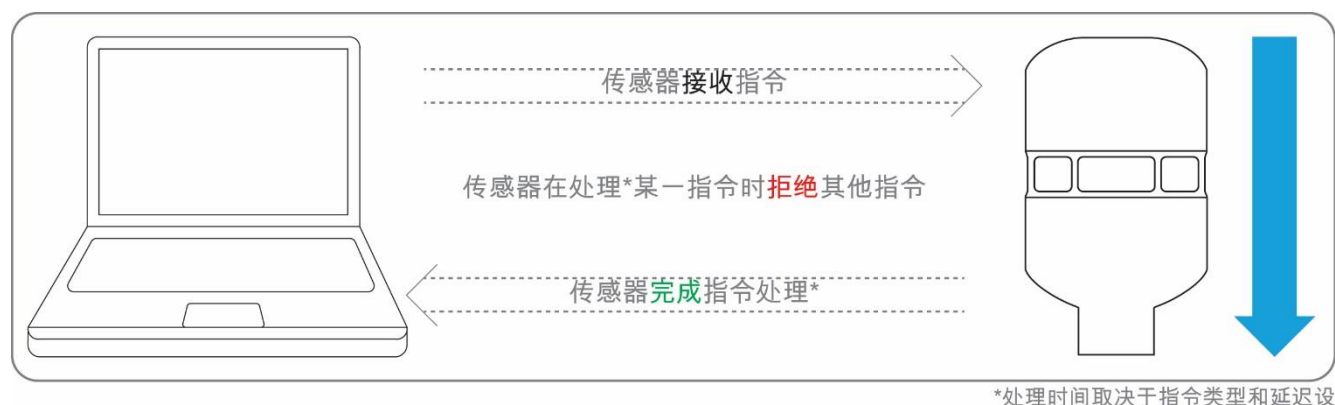 传感器接收指令
传感器在处理*某一指令时拒绝其他指令
传感器完成指令处理*
*处理时间取决于指令类型和延迟设